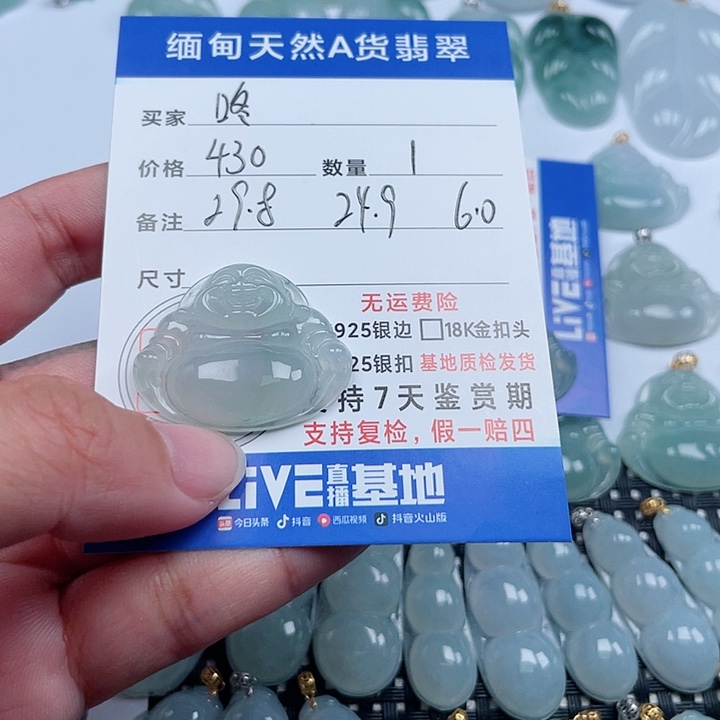 缅甸天然A货翡翠
买家 咚
价格 430 数量 1
备注 29.8 24.9 6.0
尺寸
无运费险
925银边 □18K金扣头
25银扣 基地质检发货
持7天鉴赏期
支持复检，假一赔四
LiVE直播基地
头条 今日头条 抖音 西瓜视频 抖音火山版
LiVE直播基地